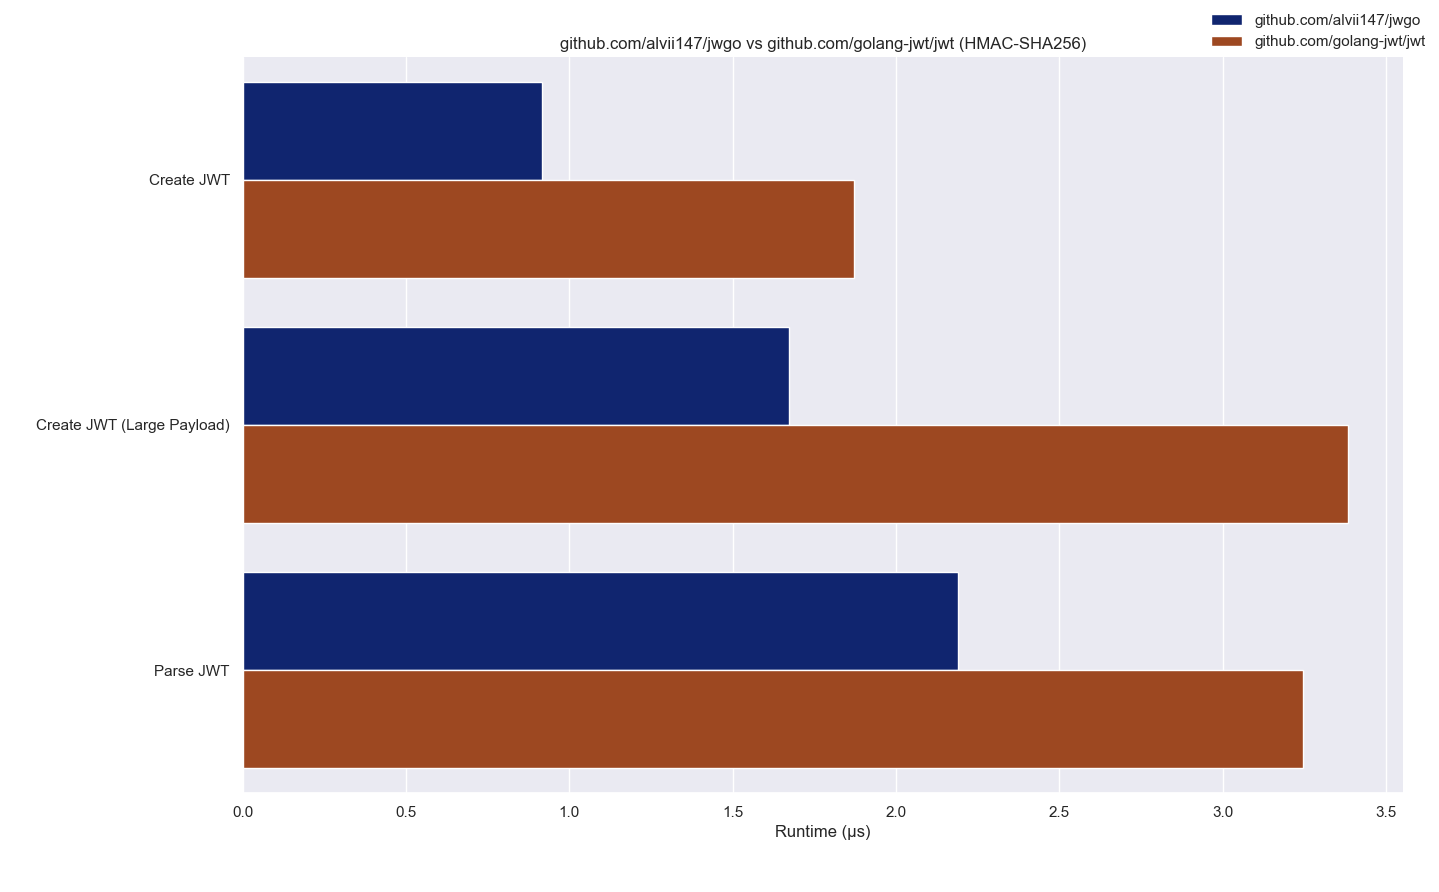 github.com/alvii147/jwgo
github.com/golang-jwt/jwt
github.com/alvii147/jwgo vs github.com/golang-jwt/jwt (HMAC-SHA256)
Create JWT
Create JWT (Large Payload)
Parse JWT
0.0 0.5 1.0 1.5 2.0 2.5 3.0 3.5
Runtime (μs)